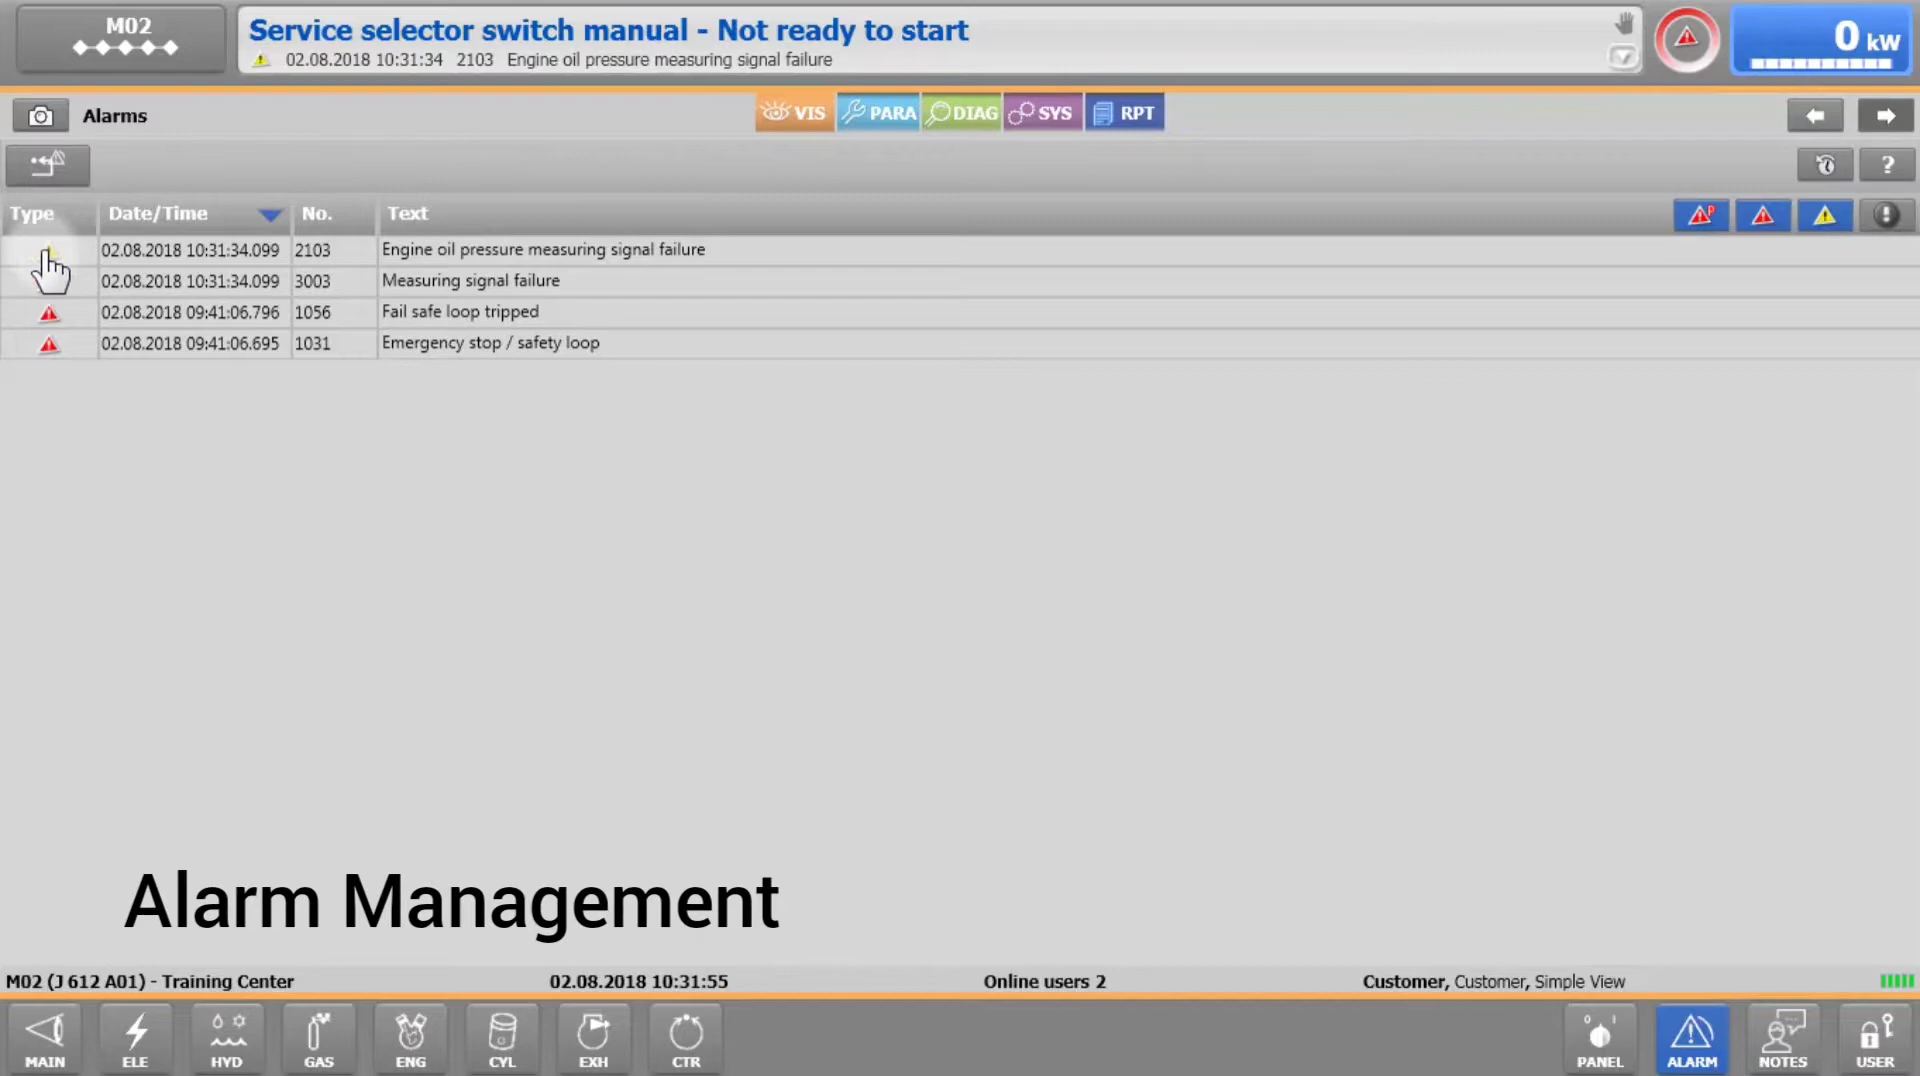 M02
Service selector switch manual - Not ready to start
02.08.2018 10:31:34 2103 Engine oil pressure measuring signal failure
0 kW
Alarms
VIS PARA DIAG SYS RPT
?
Type Date/Time No. Text
02.08.2018 10:31:34.099 2103 Engine oil pressure measuring signal failure
02.08.2018 10:31:34.099 3003 Measuring signal failure
02.08.2018 09:41:06.796 1056 Fail safe loop tripped
02.08.2018 09:41:06.695 1031 Emergency stop / safety loop
Alarm Management
M02 (J 612 A01) - Training Center 02.08.2018 10:31:55 Online users 2 Customer, Customer, Simple View
MAIN ELE HYD GAS ENG CYL EXH CTR PANEL ALARM NOTES USER